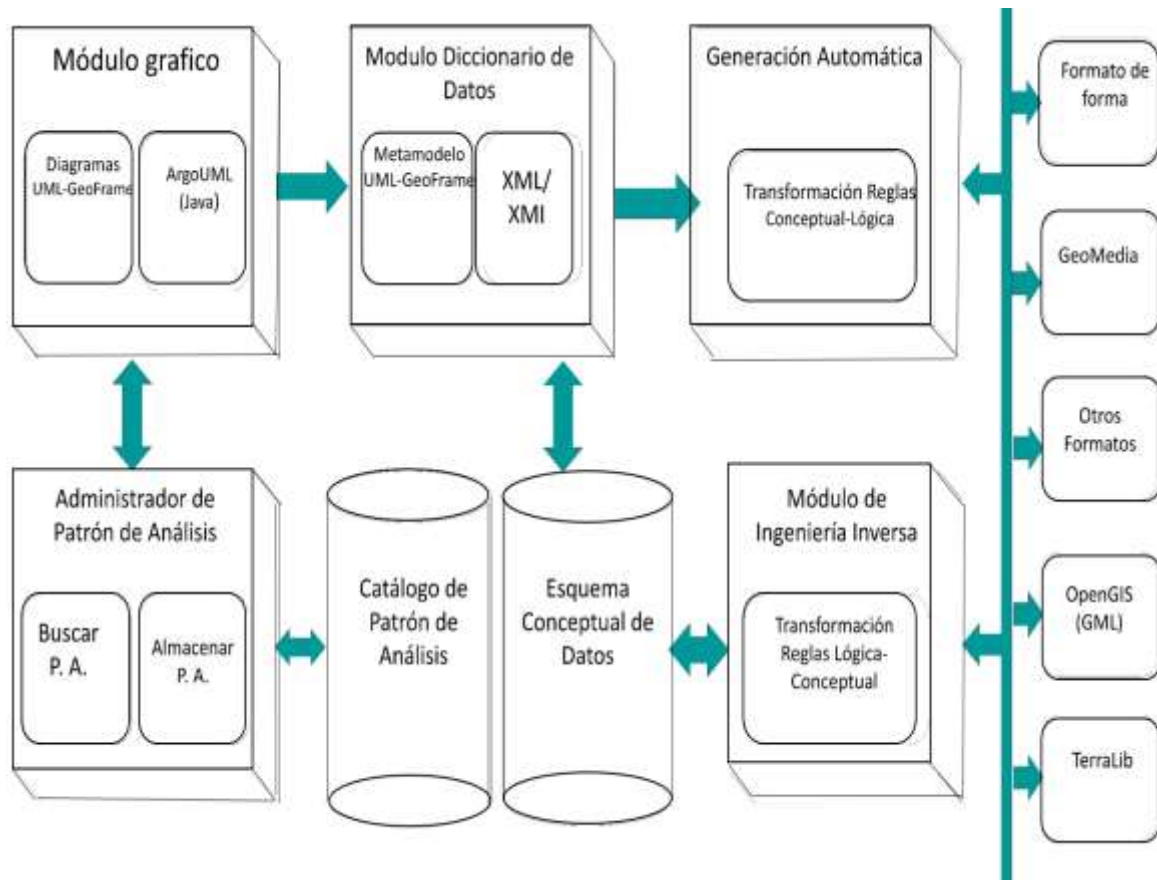 Módulo grafico
Diagramas
UML-GeoFrame
ArgoUML
(Java)
Modulo Diccionario de
Datos
Metamodelo
UML-GeoFrame
XML/
XMI
Generación Automática
Transformación Reglas
Conceptual-Lógica
Formato de
forma
GeoMedia
Otros
Formatos
OpenGIS
(GML)
TerraLib
Administrador de
Patrón de Análisis
Buscar
P. A.
Almacenar
P. A.
Catálogo de
Patrón de
Análisis
Esquema
Conceptual de
Datos
Módulo de
Ingeniería Inversa
Transformación
Reglas Lógica-
Conceptual